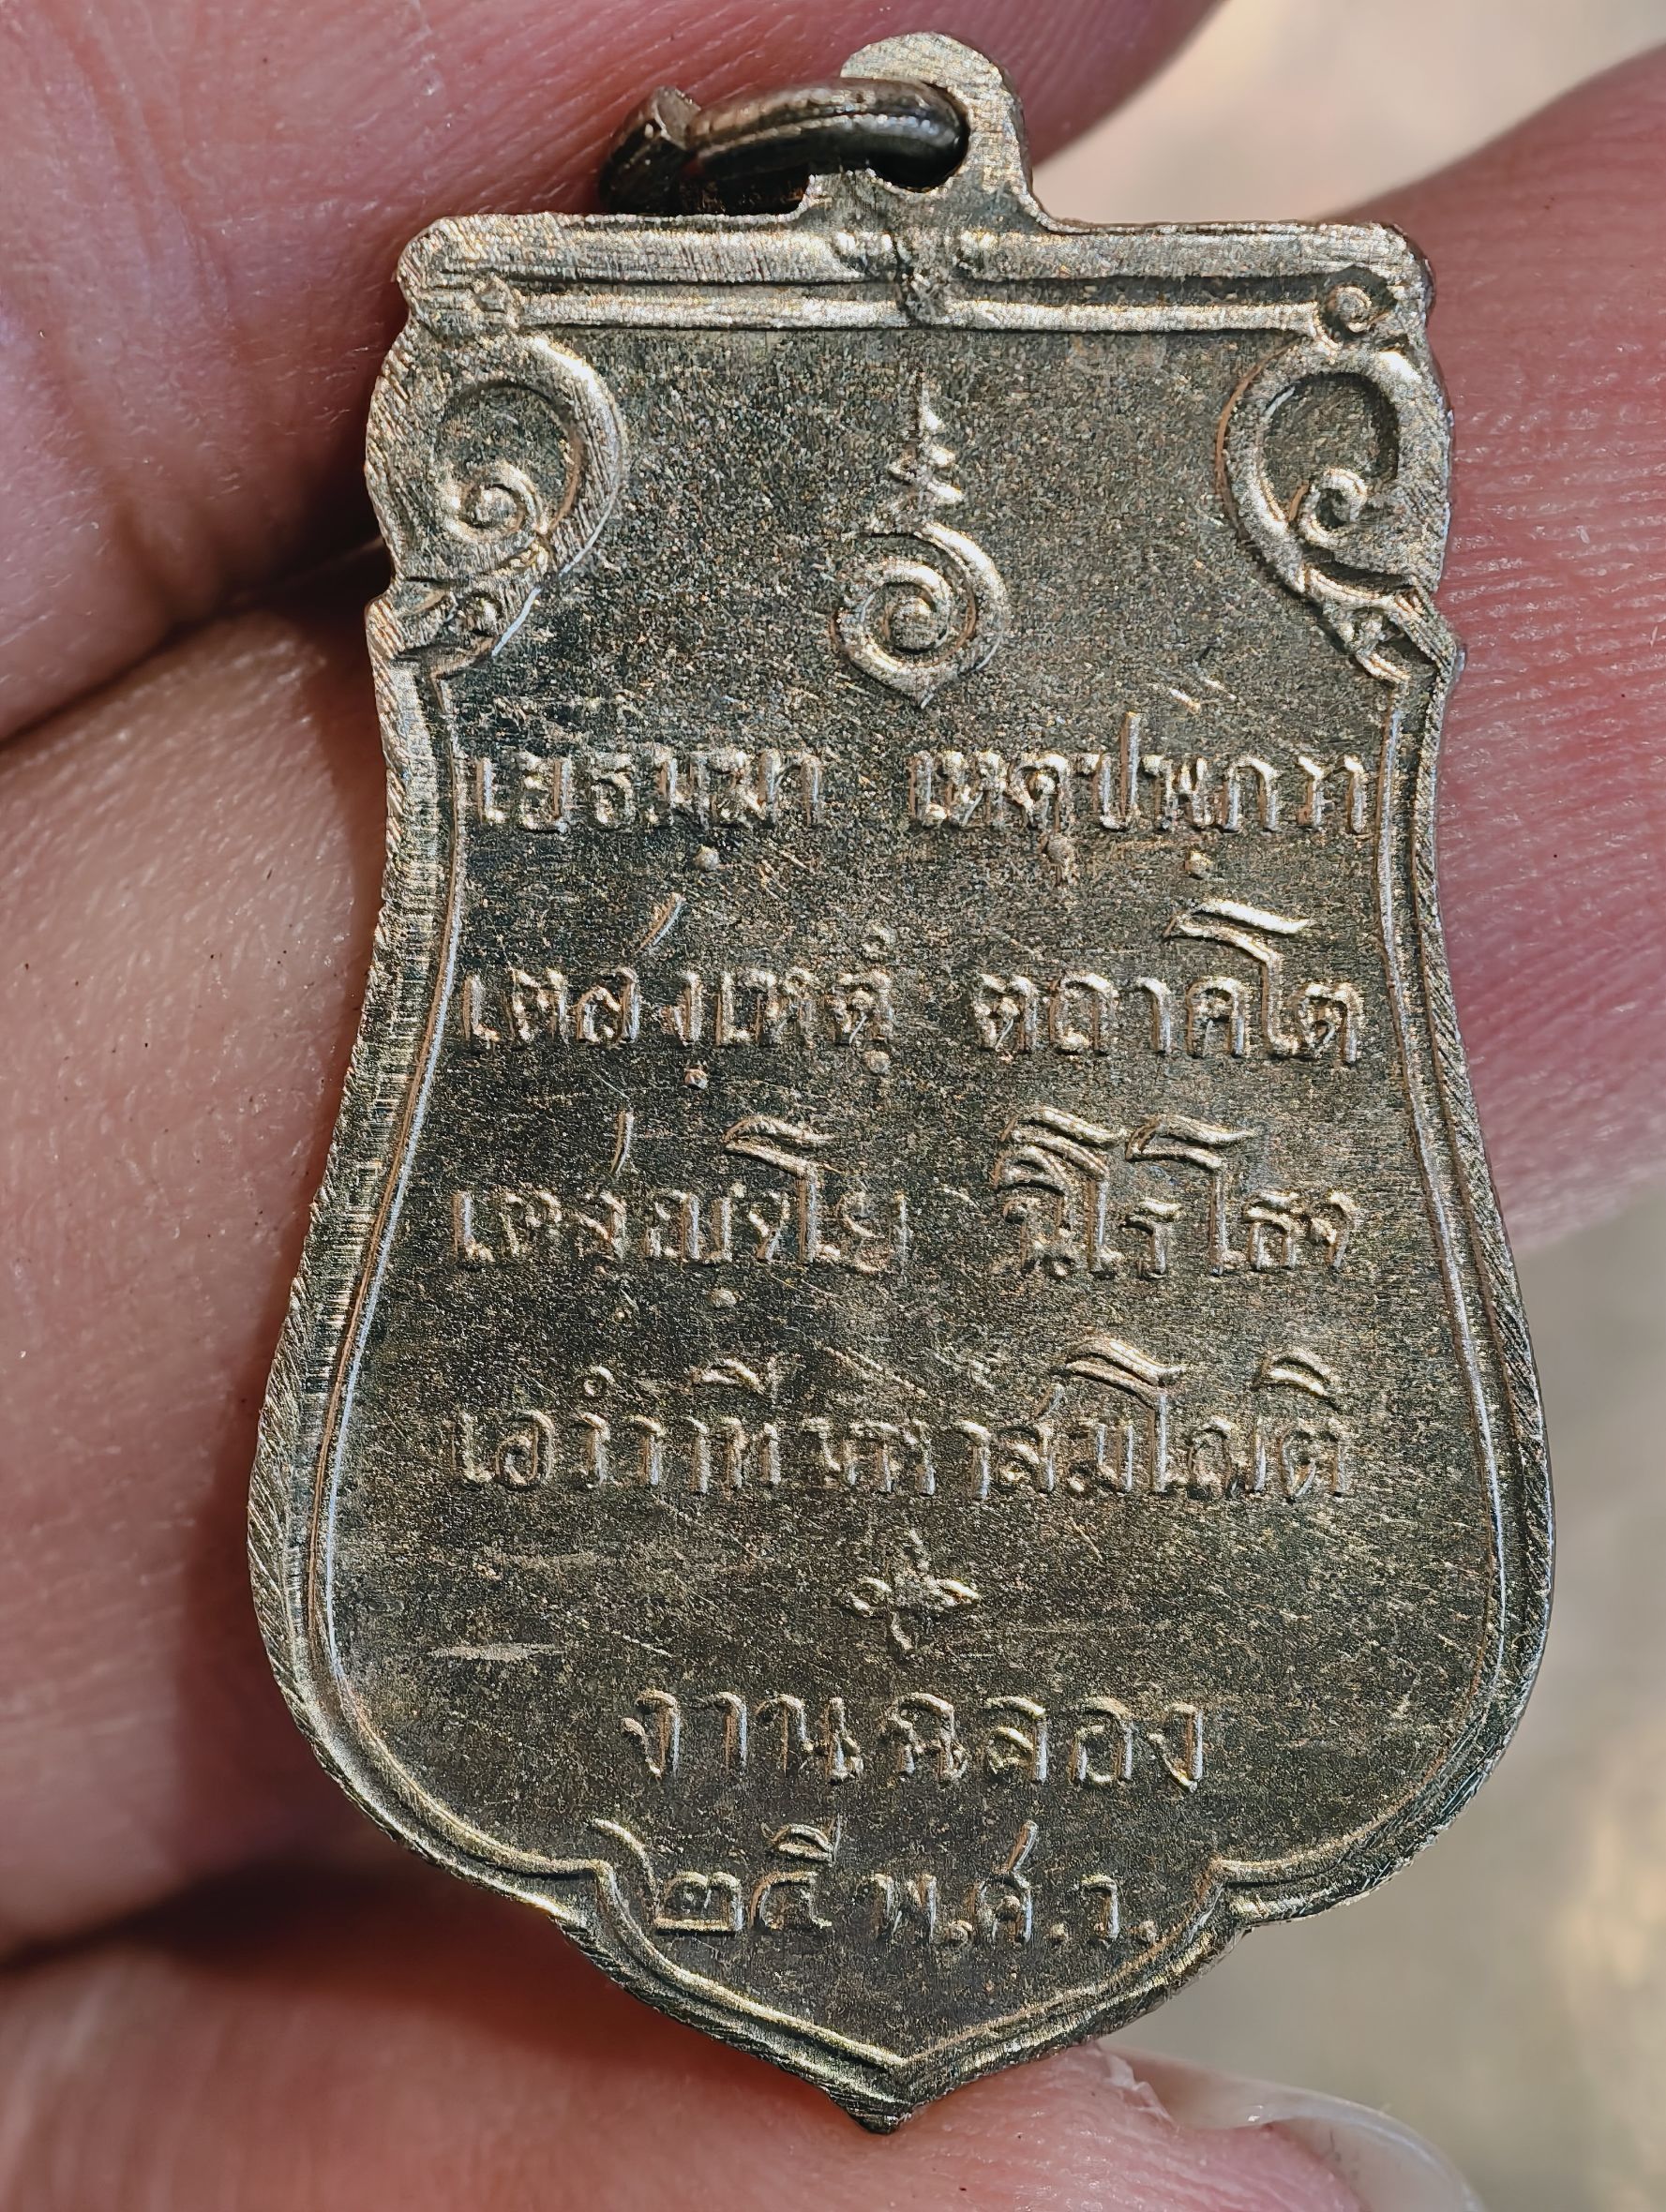 เยธมฺมา เหตุปฺพฺภวา
เตสํเหตุํ ตถาคโต
เตสญฺจโย นิโรโธจ
เอวํวาที มหาสมโณติ
งานฉลอง
๒๕ พ.ศ.ว.